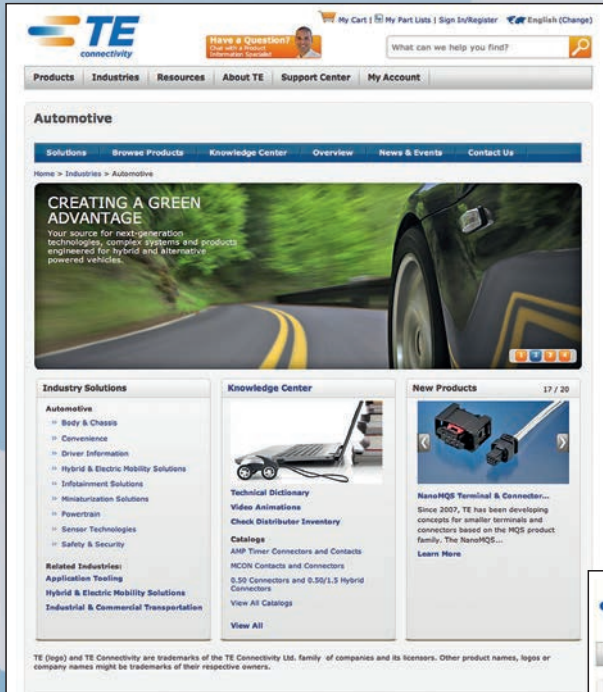 TE
connectivity
Have a Question?
Chat with a Product
Information Specialist
My Cart | My Part Lists | Sign In/Register English (Change)
What can we help you find?
Products Industries Resources About TE Support Center My Account
Automotive
Solutions Browse Products Knowledge Center Overview News & Events Contact Us
Home > Industries > Automotive
CREATING A GREEN
ADVANTAGE
Your source for next-generation
technologies, complex systems and products
engineered for hybrid and alternative
powered vehicles.
1 2 3 4
Industry Solutions
Automotive
» Body & Chassis
» Convenience
» Driver Information
» Hybrid & Electric Mobility Solutions
» Infotainment Solutions
» Miniaturization Solutions
» Powertrain
» Sensor Technologies
» Safety & Security
Related Industries:
Application Tooling
Hybrid & Electric Mobility Solutions
Industrial & Commercial Transportation
Knowledge Center
Technical Dictionary
Video Animations
Check Distributor Inventory
Catalogs
AMP Timer Connectors and Contacts
MCON Contacts and Connectors
0.50 Connectors and 0.50/1.5 Hybrid
Connectors
View All Catalogs
View All
New Products 17 / 20
NanoMQS Terminal & Connector...
Since 2007, TE has been developing
concepts for smaller terminals and
connectors based on the MQS product
family. The NanoMQS...
Learn More
TE (logo) and TE Connectivity are trademarks of the TE Connectivity Ltd. family of companies and its licensors. Other product names, logos or
company names might be trademarks of their respective owners.